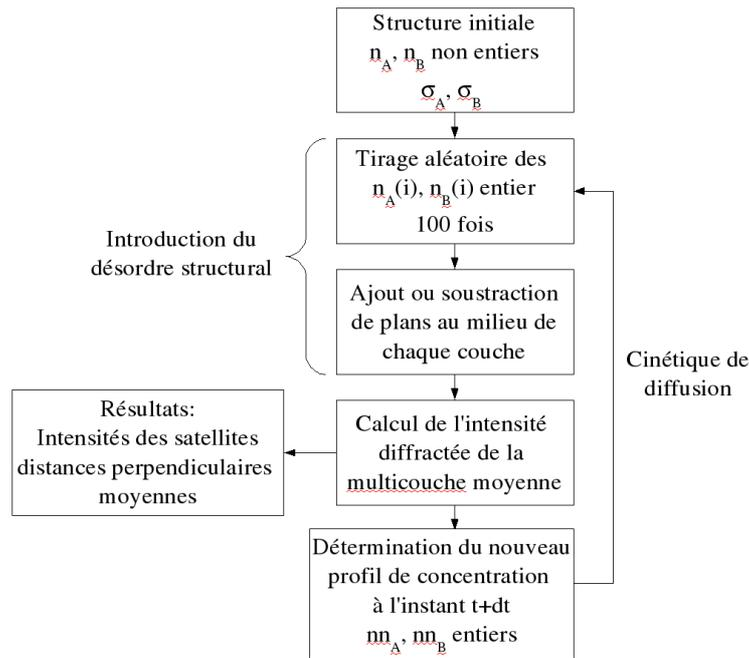 Structure initiale
n_A, n_B non entiers
σ_A, σ_B
Tirage aléatoire des
n_A(i), n_B(i) entier
100 fois
Introduction du
désordre structural
Ajout ou soustraction
de plans au milieu de
chaque couche
Cinétique de
diffusion
Résultats:
Intensités des satellites
distances perpendiculaires
moyennes
Calcul de l'intensité
diffractée de la
multicouche moyenne
Détermination du nouveau
profil de concentration
à l'instant t+dt
nn_A, nn_B entiers